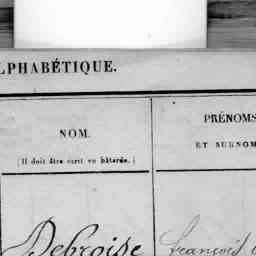 LPHABÉTIQUE.
NOM.
(Il doit être écrit en bâtarde.)
PRÉNOMS
ET SURNOM
Debroise
françois